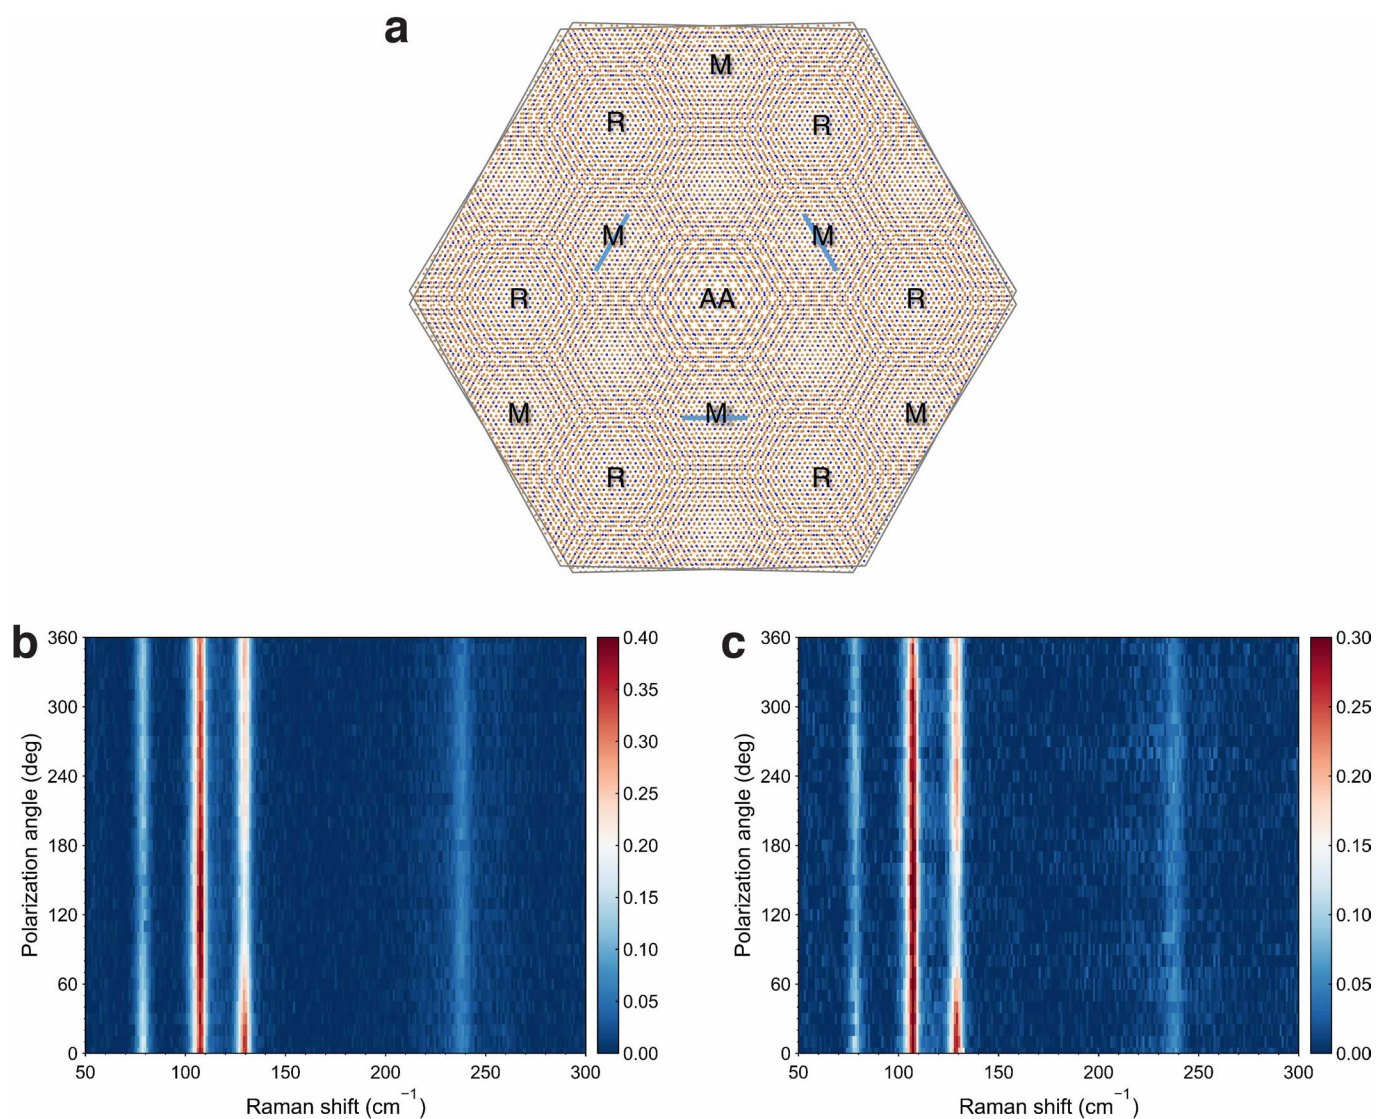 a
M
R R
M M
R AA R
M M M
R R
b
360
300
240
180
120
60
0
Polarization angle (deg)
50 100 150 200 250 300
Raman shift (cm⁻¹)
0.40
0.35
0.30
0.25
0.20
0.15
0.10
0.05
0.00
c
360
300
240
180
120
60
0
Polarization angle (deg)
50 100 150 200 250 300
Raman shift (cm⁻¹)
0.30
0.25
0.20
0.15
0.10
0.05
0.00